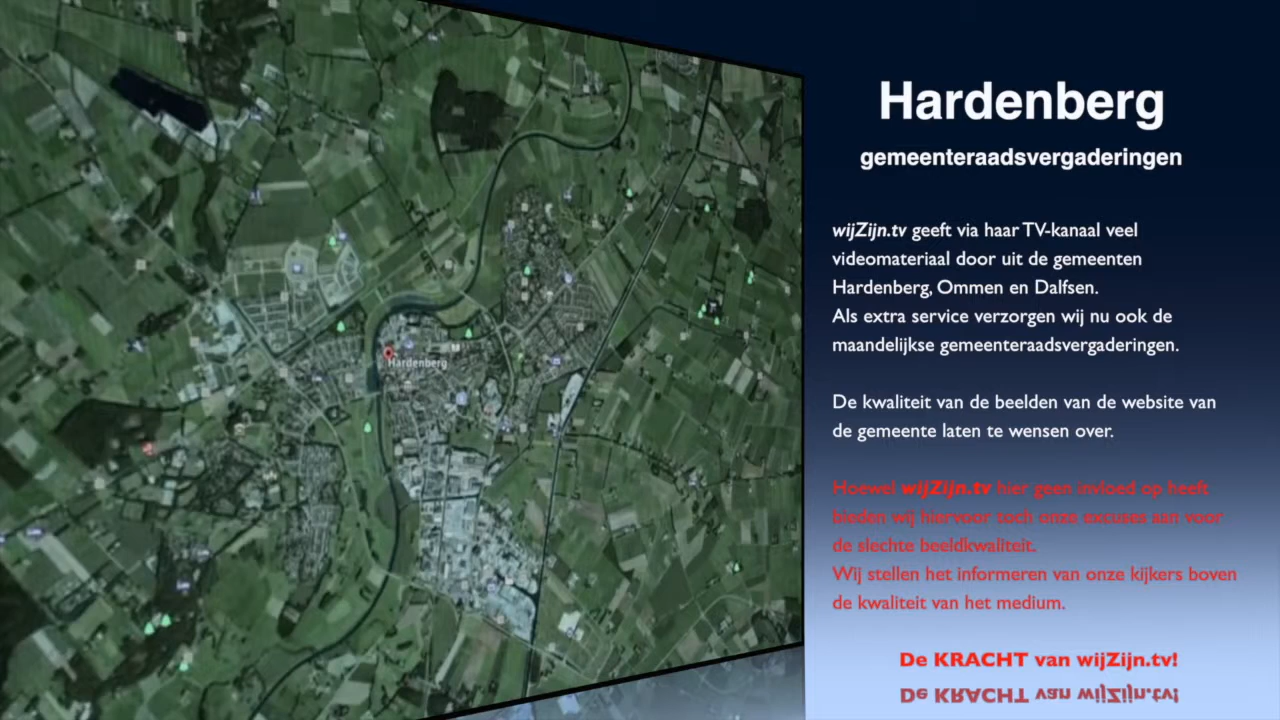 Hardenberg
gemeenteraadsvergaderingen
wijZijn.tv geeft via haar TV-kanaal veel
videomateriaal door uit de gemeenten
Hardenberg, Ommen en Dalfsen.
Als extra service verzorgen wij nu ook de
maandelijkse gemeenteraadsvergaderingen.
De kwaliteit van de beelden van de website van
de gemeente laten te wensen over.
Hoewel wijZijn.tv hier geen invloed op heeft
bieden wij hiervoor toch onze excuses aan voor
de slechte beeldkwaliteit.
Wij stellen het informeren van onze kijkers boven
de kwaliteit van het medium.
De KRACHT van wijZijn.tv!
Hardenberg